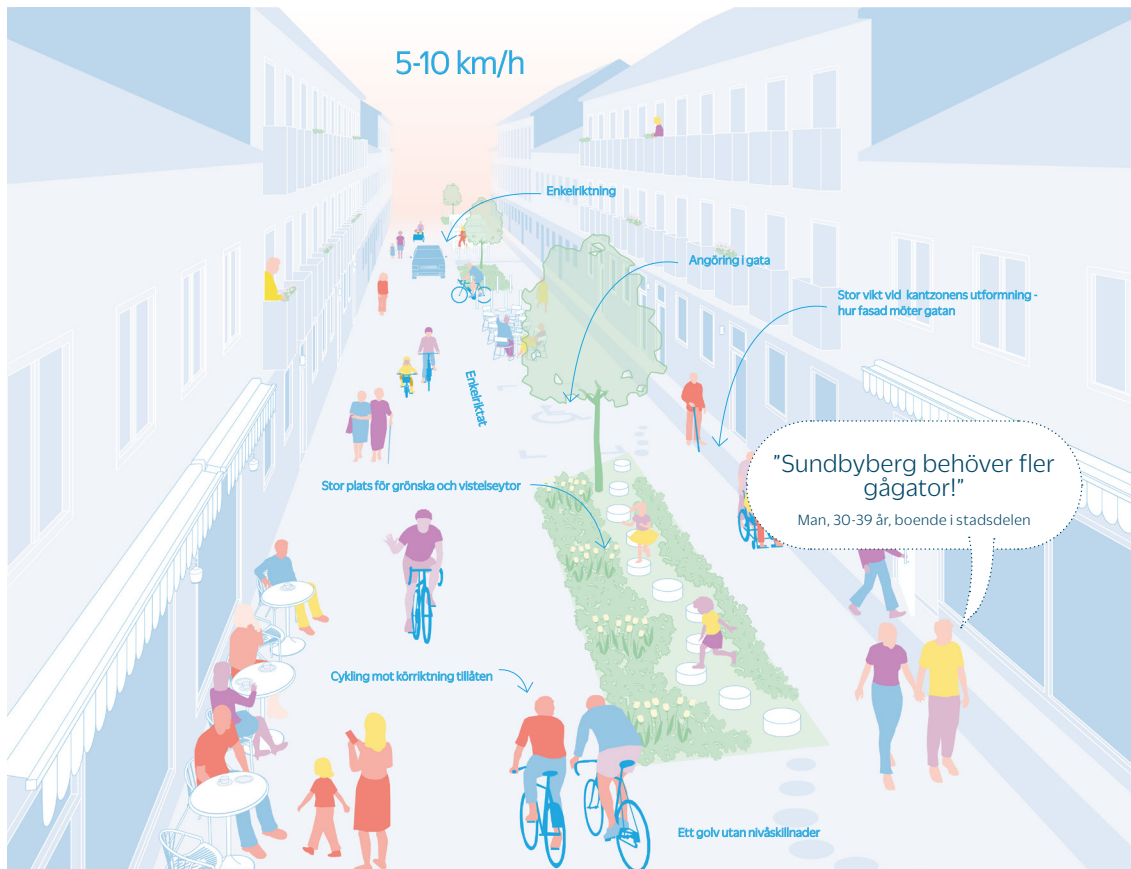 5-10 km/h
Enkelriktning
Angöring i gata
Stor vikt vid kantzonens utformning -
hur fasad möter gatan
Enkelriktat
"Sundbyberg behöver fler
gågator!"
Man, 30-39 år, boende i stadsdelen
Stor plats för grönska och vistelseytor
Cykling mot körriktning tillåten
Ett golv utan nivåskillnader